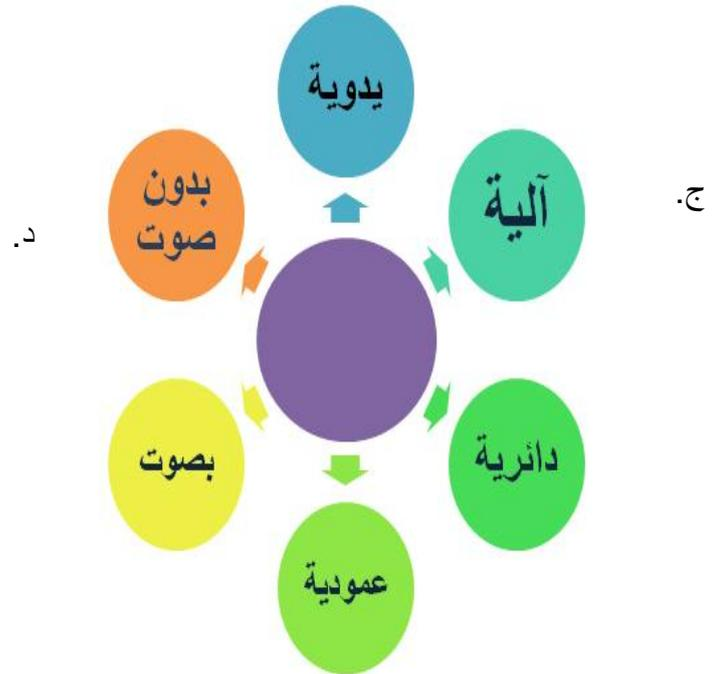 يدوية
آلية
ج.
بدون
صوت
د.
دائرية
بصوت
عمودية